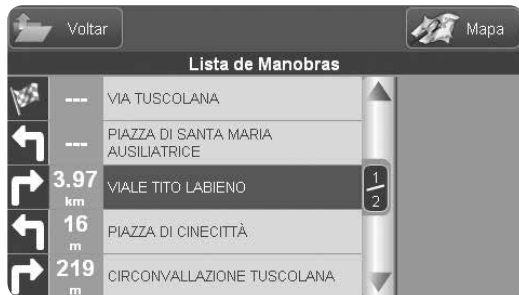 Voltar
Mapa
Lista de Manobras
--- VIA TUSCOLANA
--- PIAZZA DI SANTA MARIA
AUSILIATRICE
3.97 km VIALE TITO LABIENO
1/2
16 m PIAZZA DI CINECITTÀ
219 m CIRCONVALLAZIONE TUSCOLANA